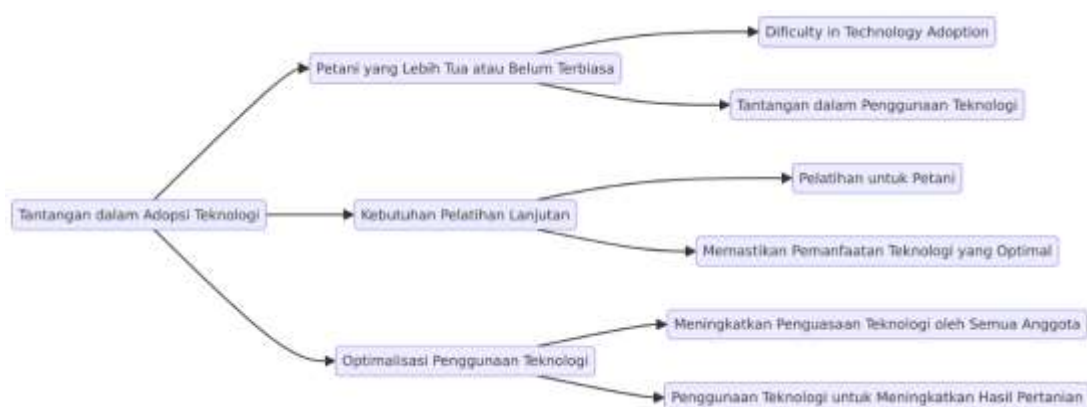 Dificulty in Technology Adoption
Petani yang Lebih Tua atau Belum Terbiasa
Tantangan dalam Penggunaan Teknologi
Pelatihan untuk Petani
Tantangan dalam Adopsi Teknologi
Kebutuhan Pelatihan Lanjutan
Memastikan Pemanfaatan Teknologi yang Optimal
Meningkatkan Penguasaan Teknologi oleh Semua Anggota
Optimalisasi Penggunaan Teknologi
Penggunaan Teknologi untuk Meningkatkan Hasil Pertanian